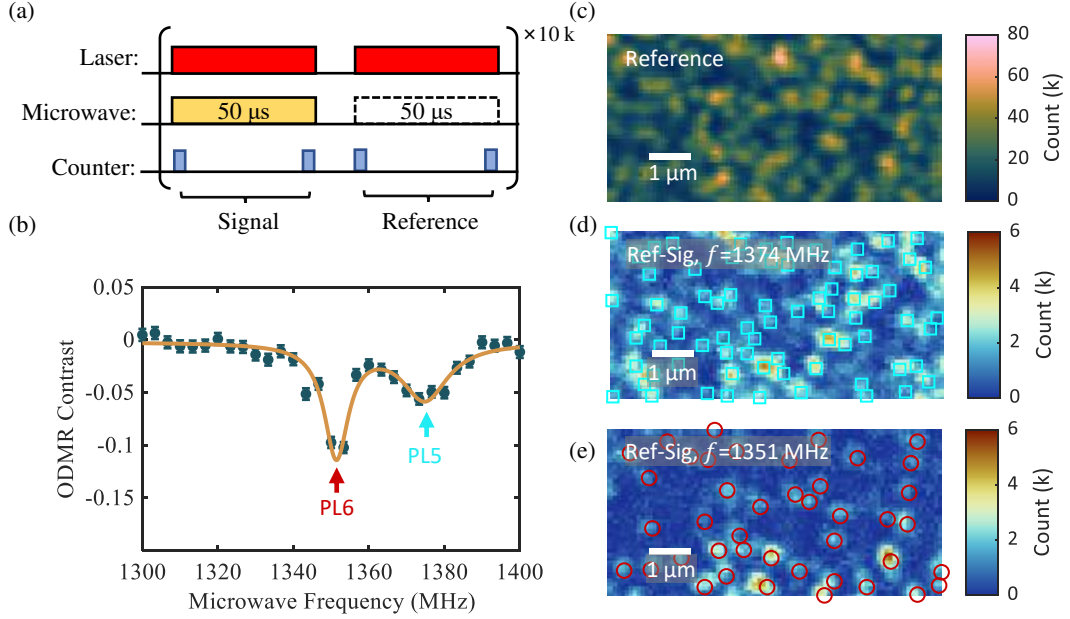 (a)
×10 k
Laser:
Microwave:
50 μs
50 μs
Counter:
Signal
Reference
(b)
0.05
0
-0.05
-0.1
-0.15
ODMR Contrast
PL6
PL5
1300
1320
1340
1360
1380
1400
Microwave Frequency (MHz)
(c)
Reference
1 μm
80
60
40
20
0
Count (k)
(d)
Ref-Sig, f=1374 MHz
1 μm
6
4
2
0
Count (k)
(e)
Ref-Sig, f=1351 MHz
1 μm
6
4
2
0
Count (k)